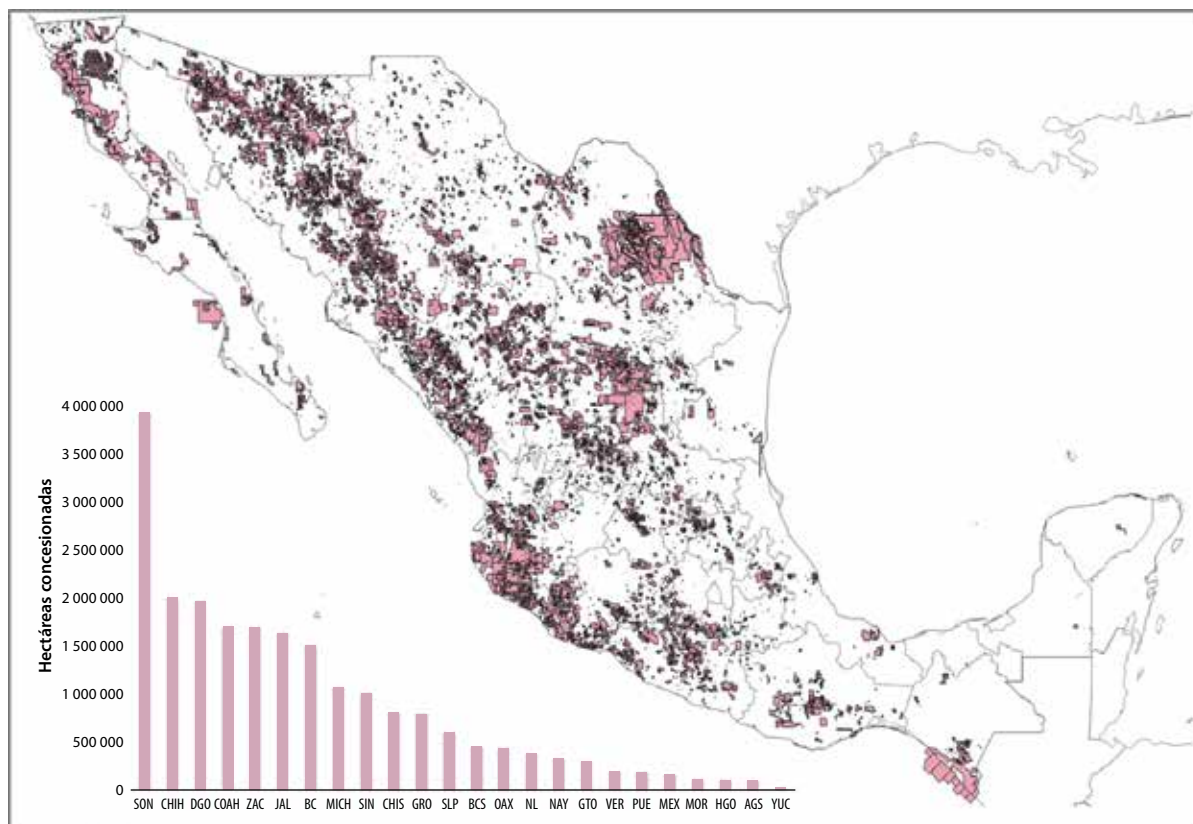 4 000 000
3 500 000
3 000 000
2 500 000
2 000 000
1 500 000
1 000 000
500 000
0
Hectáreas concesionadas
SON CHIH DGO COAH ZAC JAL BC MICH SIN CHIS GRO SLP BCS OAX NL NAY GTO VER PUE MEX MOR HGO AGS YUC